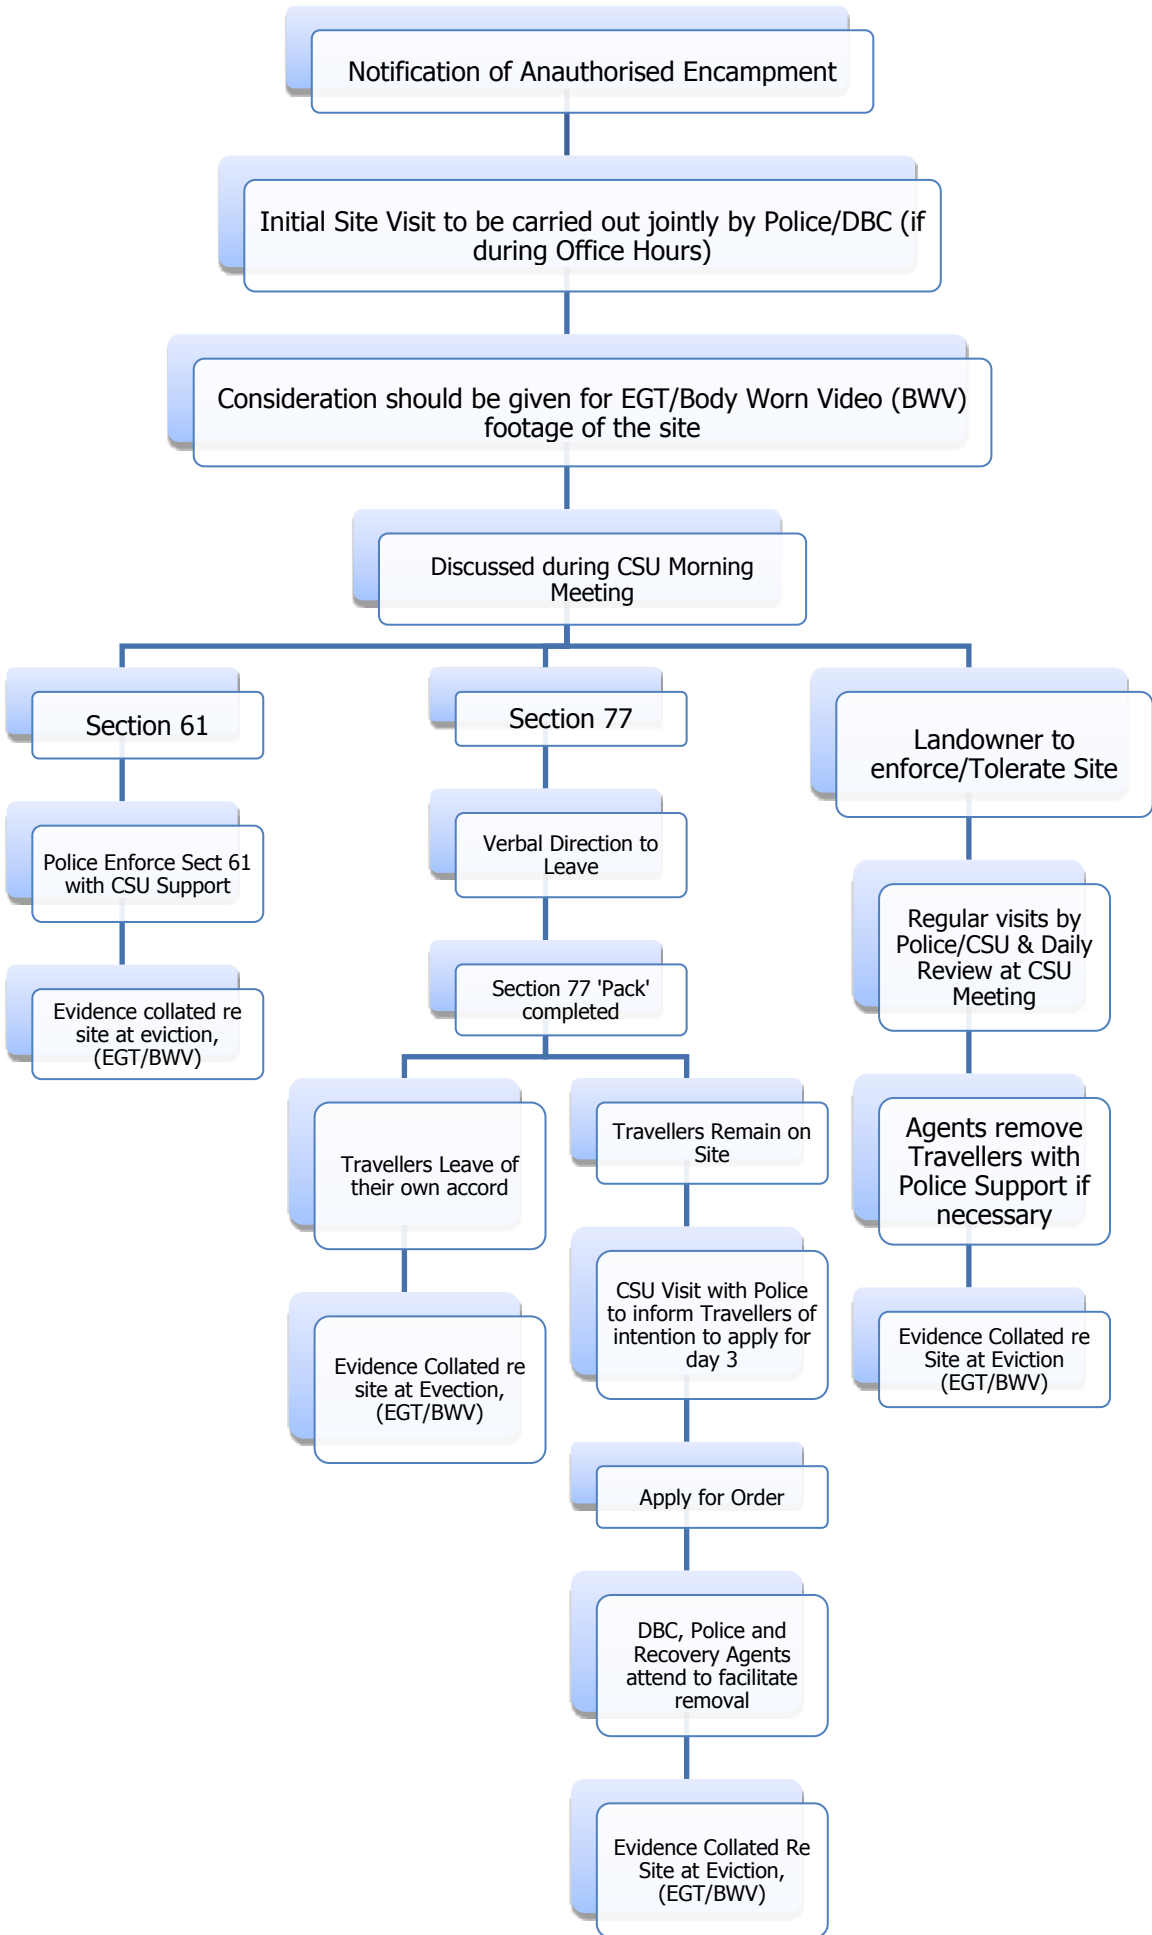 Notification of Anauthorised Encampment
Initial Site Visit to be carried out jointly by Police/DBC (if
during Office Hours)
Consideration should be given for EGT/Body Worn Video (BWV)
footage of the site
Discussed during CSU Morning
Meeting
Section 61
Police Enforce Sect 61
with CSU Support
Evidence collated re
site at eviction,
(EGT/BWV)
Section 77
Verbal Direction to
Leave
Section 77 'Pack'
completed
Travellers Leave of
their own accord
Evidence Collated re
site at Evection,
(EGT/BWV)
Travellers Remain on
Site
CSU Visit with Police
to inform Travellers of
intention to apply for
day 3
Apply for Order
DBC, Police and
Recovery Agents
attend to facilitate
removal
Evidence Collated Re
Site at Eviction,
(EGT/BWV)
Landowner to
enforce/Tolerate Site
Regular visits by
Police/CSU & Daily
Review at CSU
Meeting
Agents remove
Travellers with
Police Support if
necessary
Evidence Collated re
Site at Eviction
(EGT/BWV)